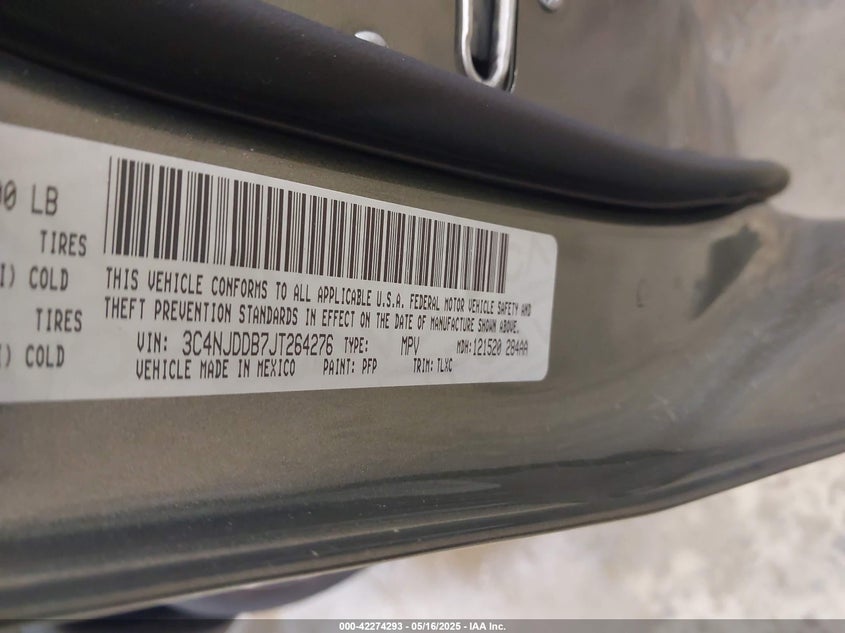 00 LB
TIRES
I) COLD
TIRES
I) COLD
THIS VEHICLE CONFORMS TO ALL APPLICABLE U.S.A. FEDERAL MOTOR VEHICLE SAFETY AND
THEFT PREVENTION STANDARDS IN EFFECT ON THE DATE OF MANUFACTURE SHOWN ABOVE.
VIN: 3C4NJDDB7JT264276 TYPE: MPV MDH: 121520 284AA
VEHICLE MADE IN MEXICO PAINT: PFP TRIM: TLXC
000-42274293 - 05/16/2025 - IAA Inc.